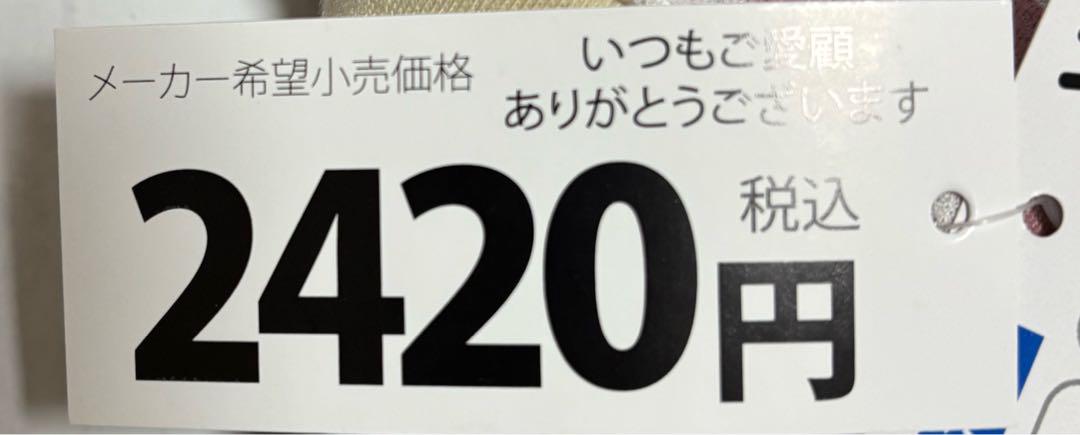 メーカー希望小売価格
いつもご愛顧
ありがとうございます
2420
税込
円